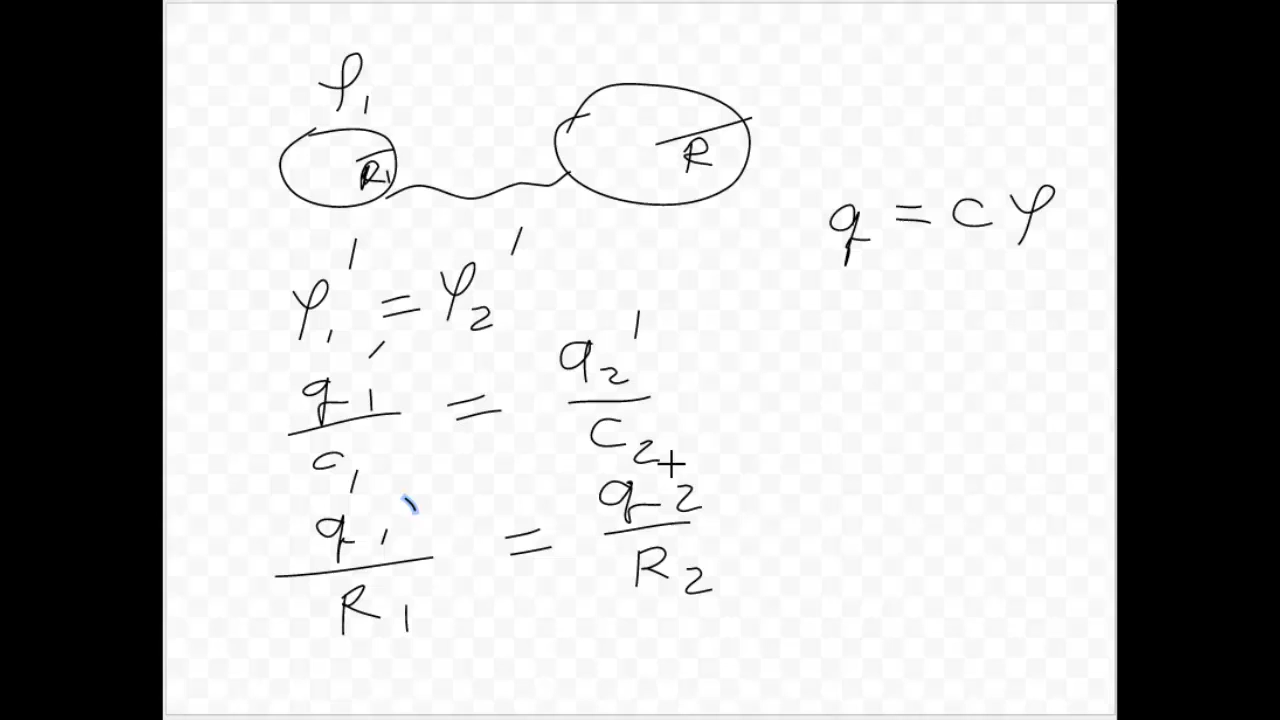 φ₁
R₁
R
q = cφ
φ₁' = φ₂'
q₁'/c₁ = q₂'/C₂
q₁'/R₁ = q₂/R₂